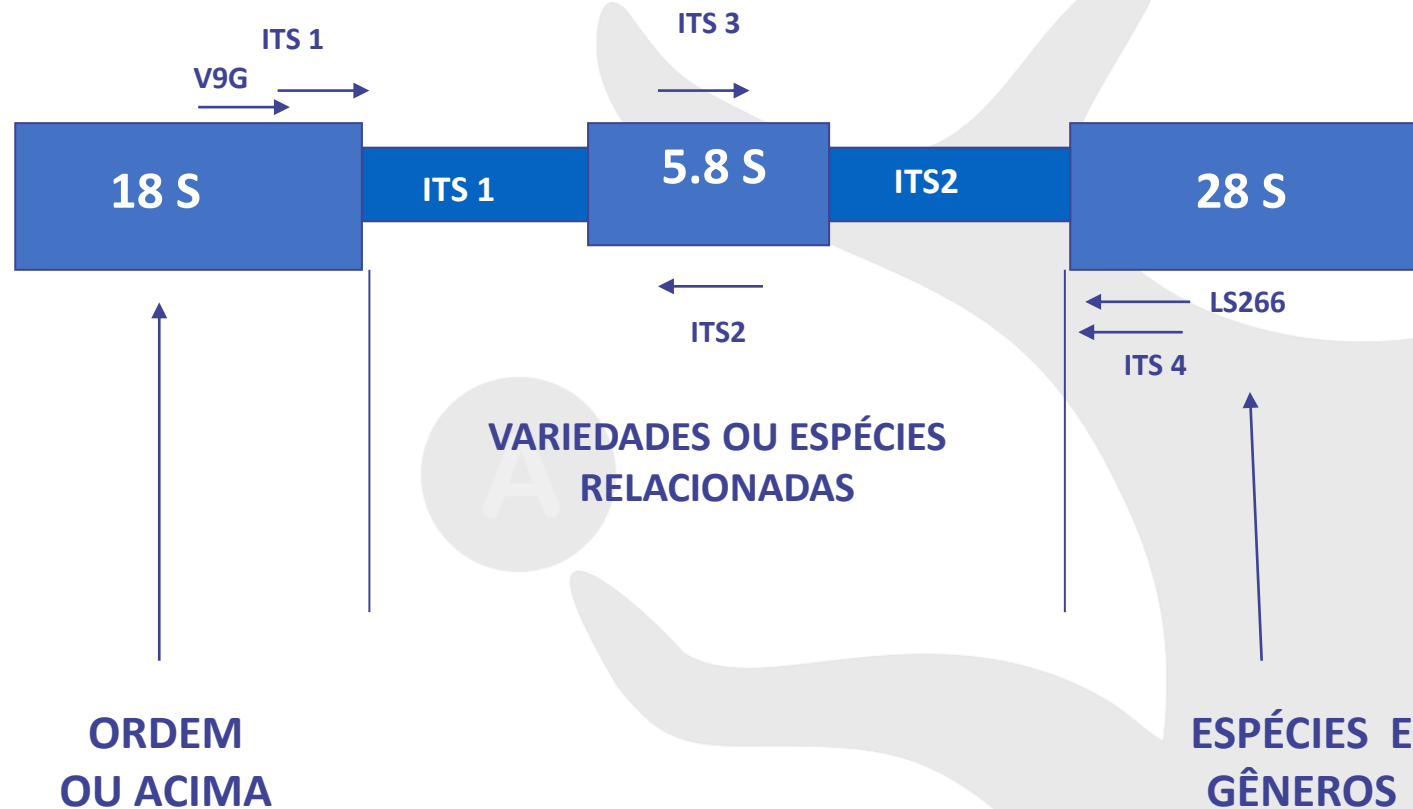 ITS 1
ITS 3
V9G
18 S
ITS 1
5.8 S
ITS2
28 S
ITS2
LS266
ITS 4
VARIEDADES OU ESPÉCIES
RELACIONADAS
A
ORDEM
OU ACIMA
ESPÉCIES E
GÊNEROS